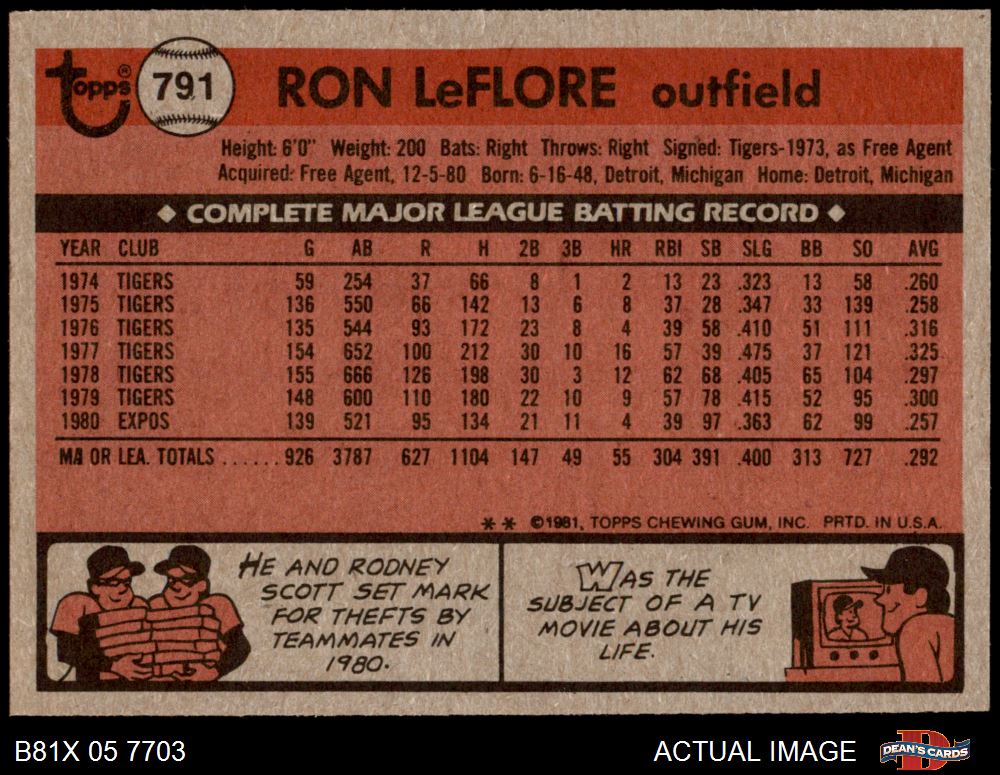 topps® 791 RON LeFLORE outfield
Height: 6'0" Weight: 200 Bats: Right Throws: Right Signed: Tigers-1973, as Free Agent
Acquired: Free Agent, 12-5-80 Born: 6-16-48, Detroit, Michigan Home: Detroit, Michigan
◆ COMPLETE MAJOR LEAGUE BATTING RECORD ◆
YEAR CLUB G AB R H 2B 3B HR RBI SB SLG BB SO AVG
1974 TIGERS 59 254 37 66 8 1 2 13 23 .323 13 58 .260
1975 TIGERS 136 550 66 142 13 6 8 37 28 .347 33 139 .258
1976 TIGERS 135 544 93 172 23 8 4 39 58 .410 51 111 .316
1977 TIGERS 154 652 100 212 30 10 16 57 39 .475 37 121 .325
1978 TIGERS 155 666 126 198 30 3 12 62 68 .405 65 104 .297
1979 TIGERS 148 600 110 180 22 10 9 57 78 .415 52 95 .300
1980 EXPOS 139 521 95 134 21 11 4 39 97 .363 62 99 .257
MAJOR LEA. TOTALS ...... 926 3787 627 1104 147 49 55 304 391 .400 313 727 .292
** ©1981, TOPPS CHEWING GUM, INC. PRTD. IN U.S.A.
HE AND RODNEY
SCOTT SET MARK
FOR THEFTS BY
TEAMMATES IN
1980.
WAS THE
SUBJECT OF A TV
MOVIE ABOUT HIS
LIFE.
B81X 05 7703 ACTUAL IMAGE DEAN'S CARDS